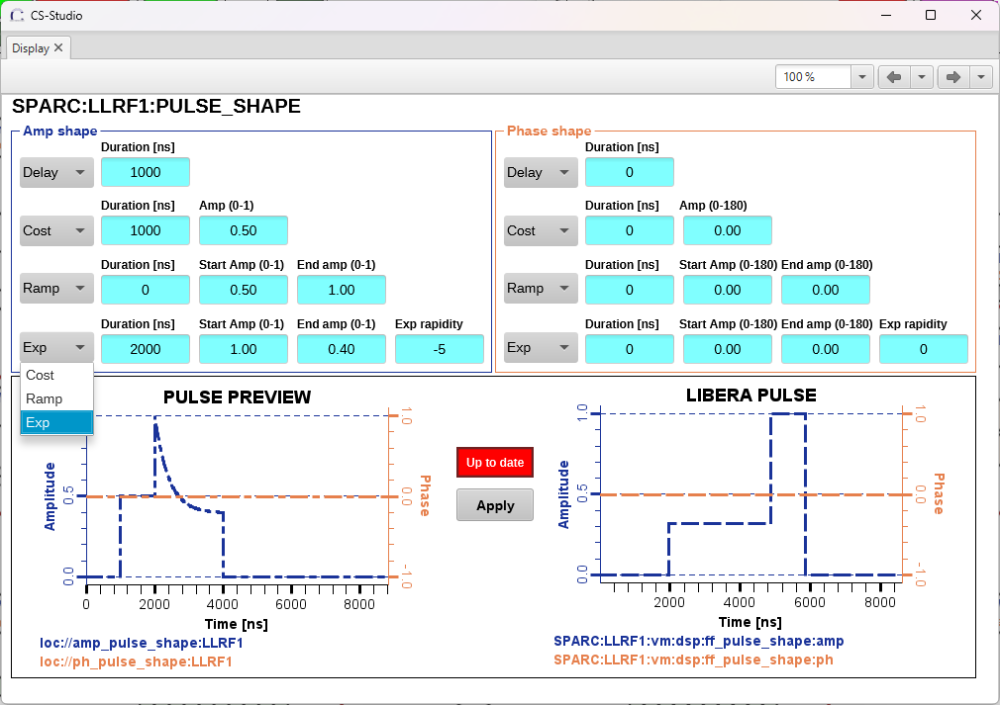 CS-Studio
Display
100 %
SPARC:LLRF1:PULSE_SHAPE
Amp shape
Duration [ns]
Delay 1000
Duration [ns] Amp (0-1)
Cost 1000 0.50
Duration [ns] Start Amp (0-1) End amp (0-1)
Ramp 0 0.50 1.00
Duration [ns] Start Amp (0-1) End amp (0-1) Exp rapidity
Exp 2000 1.00 0.40 -5
Cost
Ramp
Exp
Phase shape
Duration [ns]
Delay 0
Duration [ns] Amp (0-180)
Cost 0 0.00
Duration [ns] Start Amp (0-180) End amp (0-180)
Ramp 0 0.00 0.00
Duration [ns] Start Amp (0-180) End amp (0-180) Exp rapidity
Exp 0 0.00 0.00 0
PULSE PREVIEW
Amplitude
0.5
0.0
1.0
0.0
-1.0
Phase
0 2000 4000 6000 8000
Time [ns]
loc://amp_pulse_shape:LLRF1
loc://ph_pulse_shape:LLRF1
Up to date
Apply
LIBERA PULSE
Amplitude
1.0
0.5
0.0
1.0
0.0
-1.0
Phase
2000 4000 6000 8000
Time [ns]
SPARC:LLRF1:vm:dsp:ff_pulse_shape:amp
SPARC:LLRF1:vm:dsp:ff_pulse_shape:ph